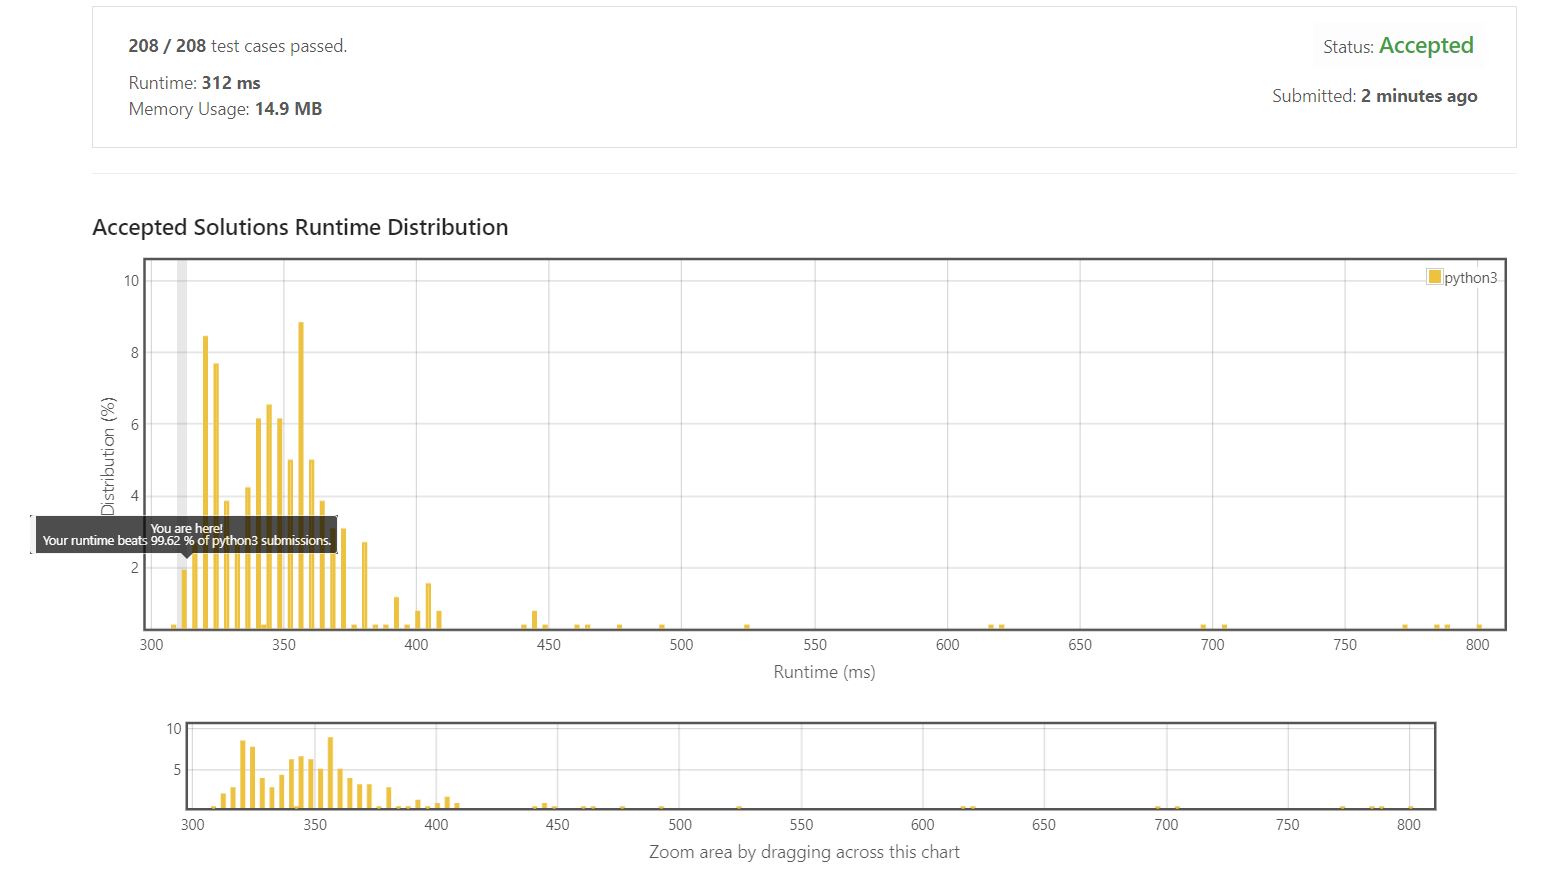 208 / 208 test cases passed.
Status: Accepted
Runtime: 312 ms
Memory Usage: 14.9 MB
Submitted: 2 minutes ago
Accepted Solutions Runtime Distribution
python3
10
8
6
4
2
Distribution (%)
You are here!
Your runtime beats 99.62 % of python3 submissions.
300 350 400 450 500 550 600 650 700 750 800
Runtime (ms)
10
5
300 350 400 450 500 550 600 650 700 750 800
Zoom area by dragging across this chart